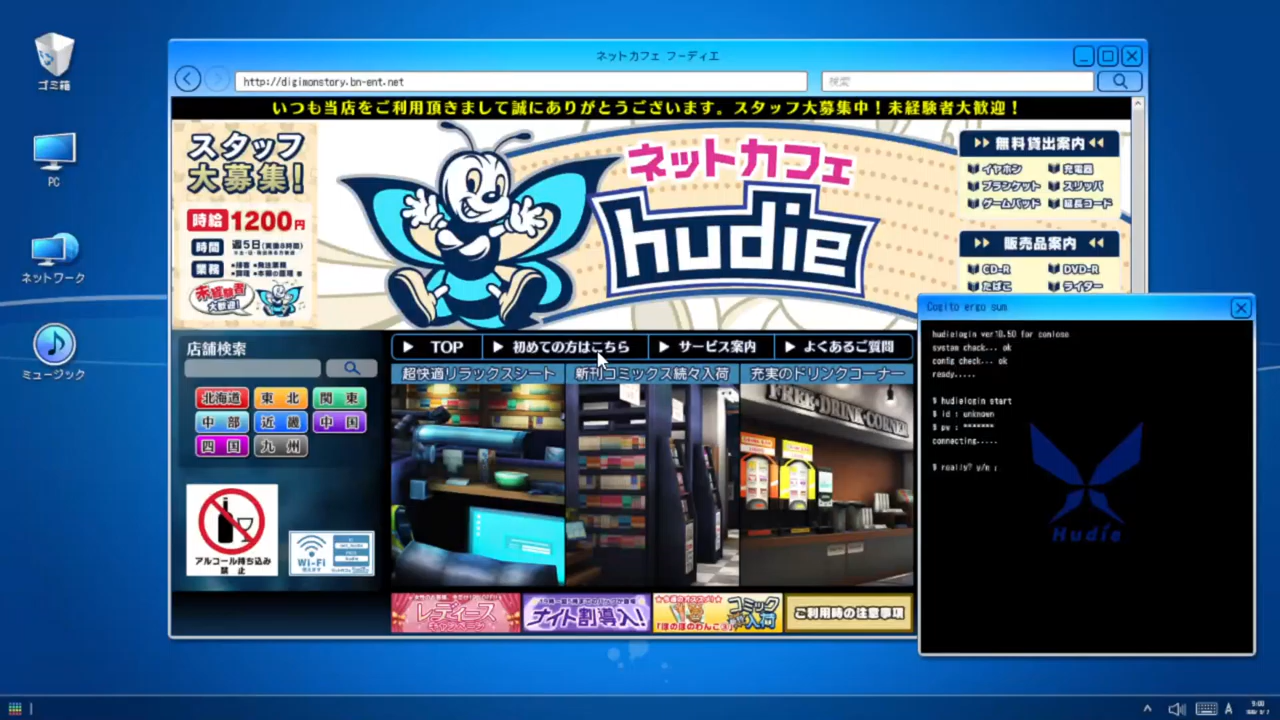 ゴミ箱
PC
ネットワーク
ミュージック
ネットカフェ フーディエ
http://digimonstory.bn-ent.net
検索
いつも当店をご利用頂きまして誠にありがとうございます。スタッフ大募集中！未経験者大歓迎！
スタッフ
大募集!
時給1200円
時間 週5日(実働8時間)
業務
未経験者
大歓迎!
ネットカフェ
hudie
無料貸出案内
イヤホン 充電器
ブランケット スリッパ
ゲームパッド 延長コード
販売品案内
CD-R DVD-R
たばこ ライター
店舗検索
北海道 東北 関東
中部 近畿 中国
四国 九州
TOP 初めての方はこちら サービス案内 よくあるご質問
超快適リラックスシート 新刊コミックス続々入荷 充実のドリンクコーナー
FREE DRINK CORNER
アルコール持ち込み
禁止
Wi-Fi
レディース
ナイト割導入!
コミック
入荷
ご利用時の注意事項
Cogito ergo sum
hudielogin ver10.50 for comlose
system check... ok
config check... ok
ready.....
$ hudielogin start
$ id : unknown
$ pw : *******
connecting.....
$ really? y/n :
Hudie
A
9:00